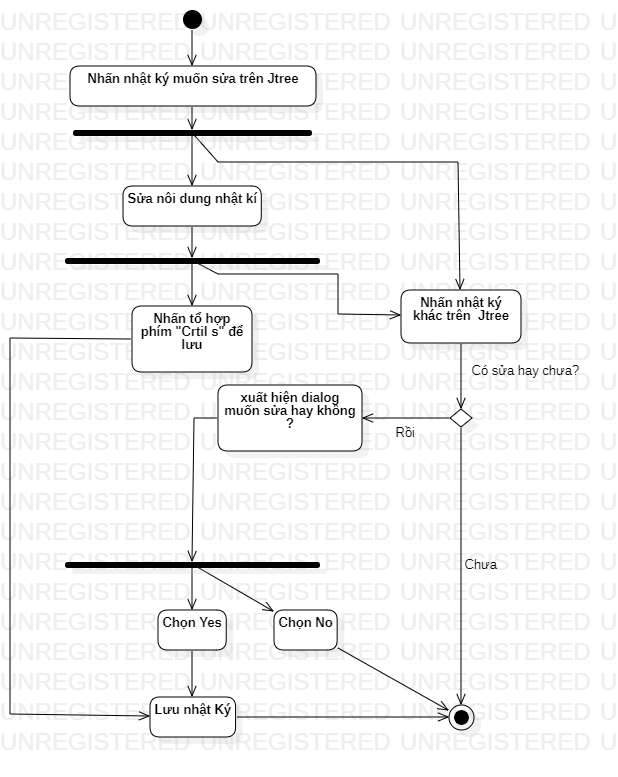 Nhấn nhật ký muốn sửa trên Jtree
Sửa nôi dung nhật kí
Nhấn nhật ký
khác trên Jtree
Nhấn tổ hợp
phím "Crtil s" để
lưu
Có sửa hay chưa?
xuất hiện dialog
muốn sửa hay không
?
Rồi
Chưa
Chọn Yes
Chọn No
Lưu nhật Ký
UNREGISTERED